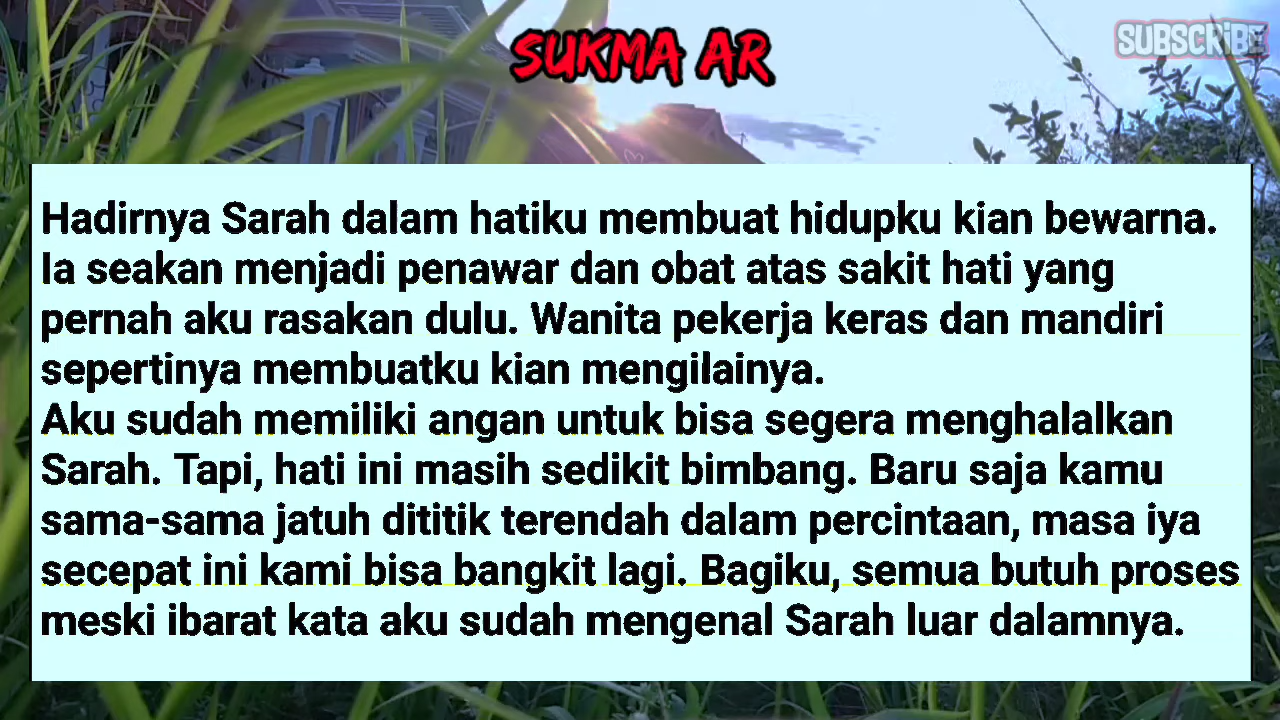 SUKMA AR
SUBSCRIBE
Hadirnya Sarah dalam hatiku membuat hidupku kian bewarna.
Ia seakan menjadi penawar dan obat atas sakit hati yang
pernah aku rasakan dulu. Wanita pekerja keras dan mandiri
sepertinya membuatku kian mengilainya.
Aku sudah memiliki angan untuk bisa segera menghalalkan
Sarah. Tapi, hati ini masih sedikit bimbang. Baru saja kamu
sama-sama jatuh dititik terendah dalam percintaan, masa iya
secepat ini kami bisa bangkit lagi. Bagiku, semua butuh proses
meski ibarat kata aku sudah mengenal Sarah luar dalamnya.